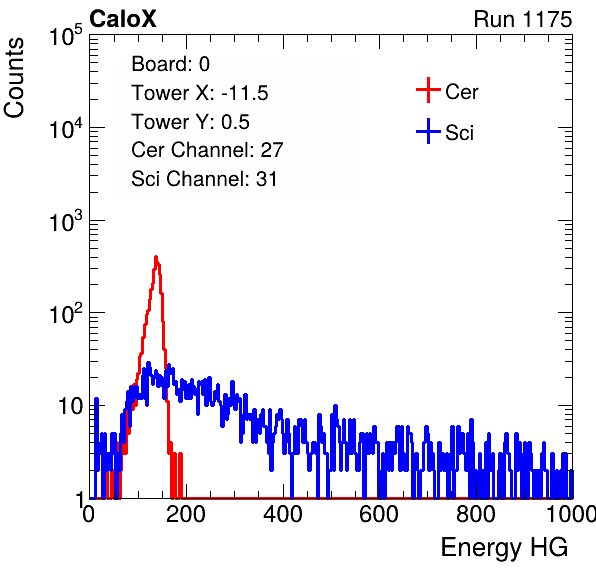 CaloX Run 1175
Counts
10^5
10^4
10^3
10^2
10
1
Board: 0
Tower X: -11.5
Tower Y: 0.5
Cer Channel: 27
Sci Channel: 31
Cer
Sci
0 200 400 600 800 1000
Energy HG